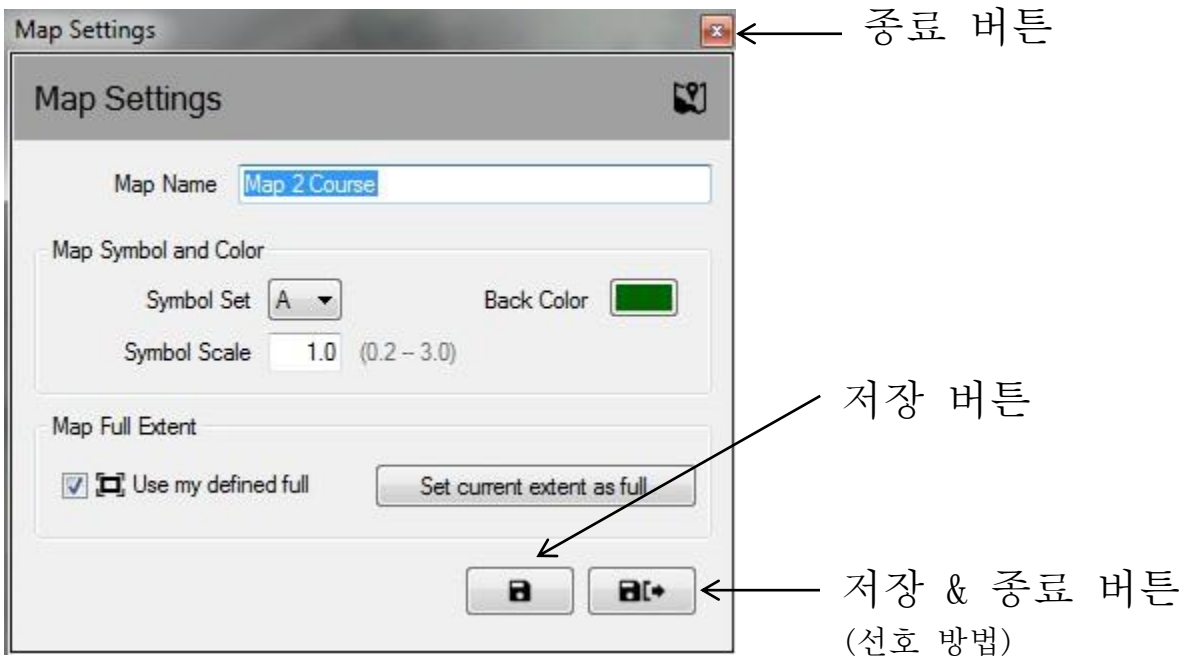 Map Settings
종료 버튼
Map Settings
Map Name Map 2 Course
Map Symbol and Color
Symbol Set A Back Color
Symbol Scale 1.0 (0.2 – 3.0)
저장 버튼
Map Full Extent
Use my defined full Set current extent as full
저장 & 종료 버튼
(선호 방법)